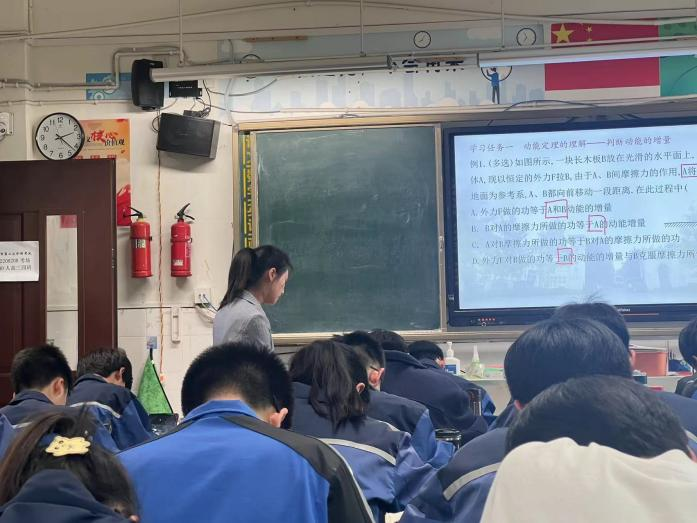 学习任务一 动能定理的理解——判断动能的增量
例1.(多选)如图所示,一块长木板B放在光滑的水平面上,
体A,现以恒定的外力F拉B,由于A、B间摩擦力的作用,A将
地面为参考系,A、B都向前移动一段距离.在此过程中(
A.外力F做的功等于A和B动能的增量
B. B对A的摩擦力所做的功等于A的动能增量
C. A对B摩擦力所做的功等于B对A的摩擦力所做的功
D.外力F对B做的功等于B的动能的增量与B克服摩擦力所
核心
价值观